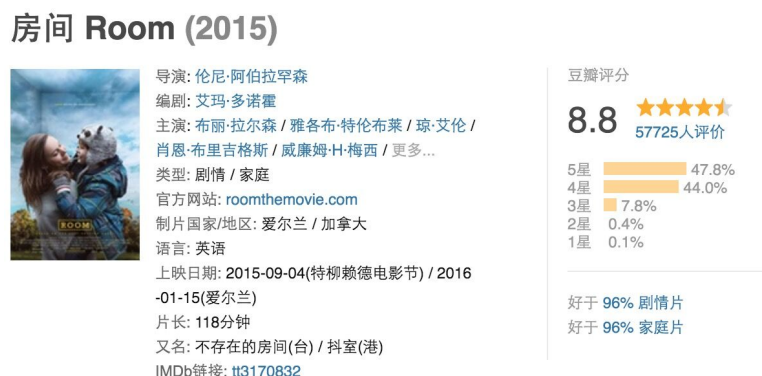 房间 Room (2015)
导演: 伦尼·阿伯拉罕森
编剧: 艾玛·多诺霍
主演: 布丽·拉尔森 / 雅各布·特伦布莱 / 琼·艾伦 /
肖恩·布里吉格斯 / 威廉姆·H·梅西 / 更多...
类型: 剧情 / 家庭
官方网站: roomthemovie.com
制片国家/地区: 爱尔兰 / 加拿大
语言: 英语
上映日期: 2015-09-04(特柳赖德电影节) / 2016
-01-15(爱尔兰)
片长: 118分钟
又名: 不存在的房间(台) / 抖室(港)
IMDb链接: tt3170832
ROOM
豆瓣评分
8.8
57725人评价
5星 47.8%
4星 44.0%
3星 7.8%
2星 0.4%
1星 0.1%
好于 96% 剧情片
好于 96% 家庭片